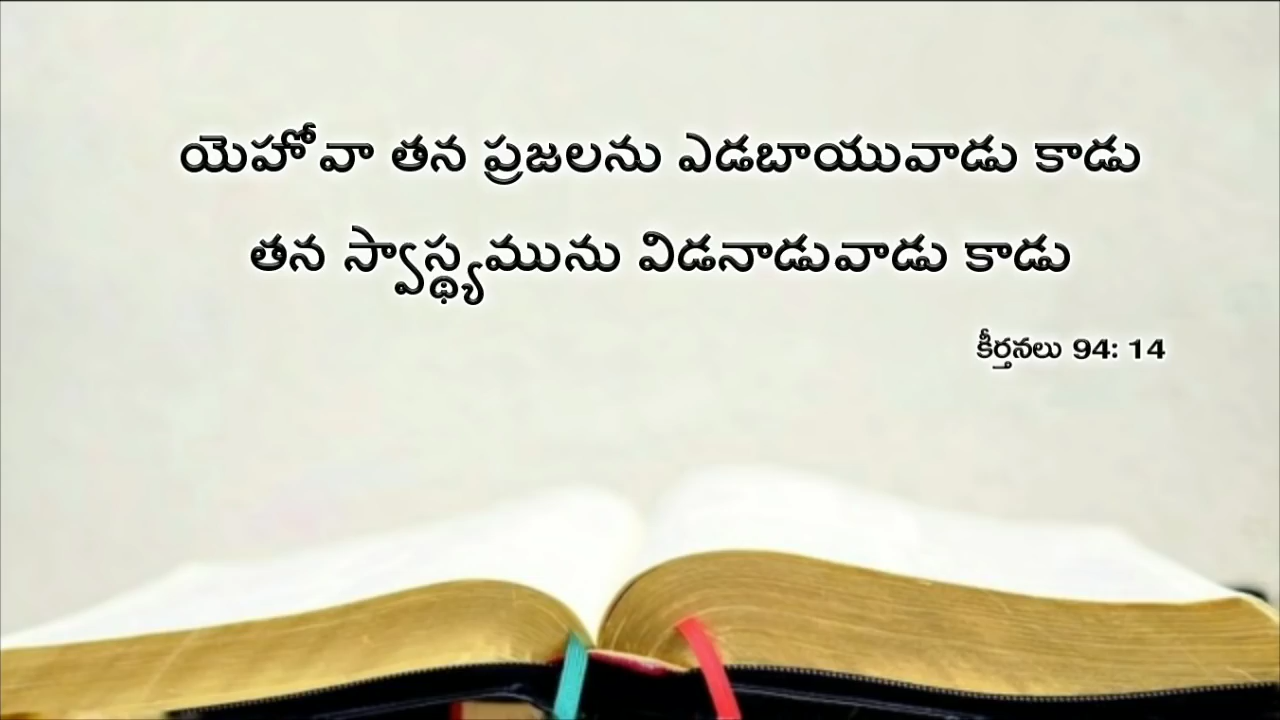 యెహోవా తన ప్రజలను ఎడబాయువాడు కాడు
తన స్వాస్థ్యమును విడనాడువాడు కాడు
కీర్తనలు 94: 14